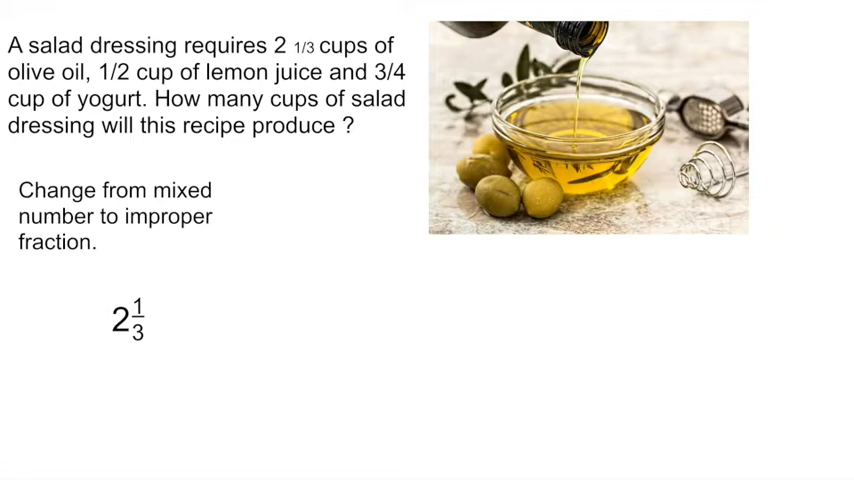 A salad dressing requires 2 1/3 cups of
olive oil, 1/2 cup of lemon juice and 3/4
cup of yogurt. How many cups of salad
dressing will this recipe produce ?
Change from mixed
number to improper
fraction.
2 1/3